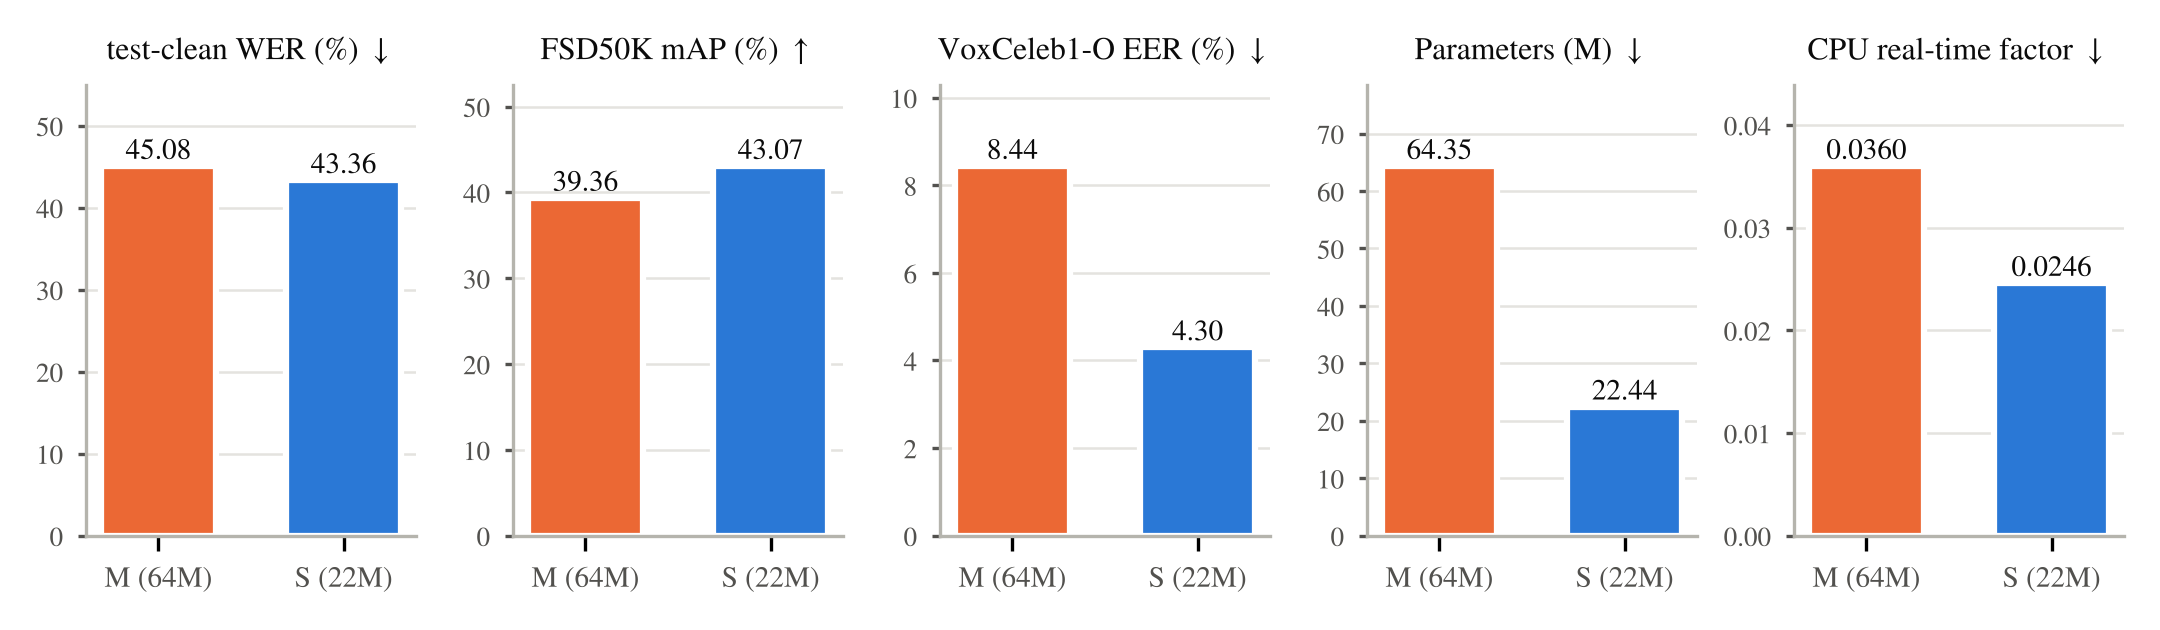 test-clean WER (%) ↓
50
40
30
20
10
0
45.08
43.36
M (64M)
S (22M)
FSD50K mAP (%) ↑
50
40
30
20
10
0
39.36
43.07
M (64M)
S (22M)
VoxCeleb1-O EER (%) ↓
10
8
6
4
2
0
8.44
4.30
M (64M)
S (22M)
Parameters (M) ↓
70
60
50
40
30
20
10
0
64.35
22.44
M (64M)
S (22M)
CPU real-time factor ↓
0.04
0.03
0.02
0.01
0.00
0.0360
0.0246
M (64M)
S (22M)